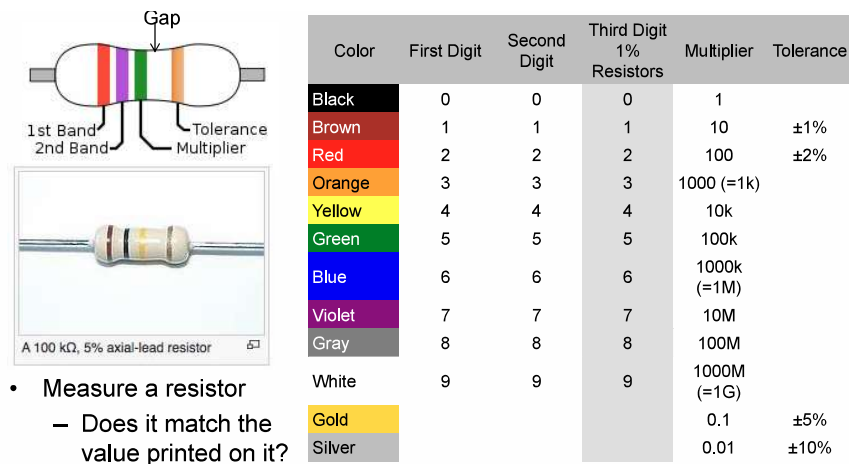 Gap
1st Band
2nd Band
Tolerance
Multiplier
A 100 kΩ, 5% axial-lead resistor
• Measure a resistor
– Does it match the
value printed on it?
Color First Digit Second Digit Third Digit 1% Resistors Multiplier Tolerance
Black 0 0 0 1
Brown 1 1 1 10 ±1%
Red 2 2 2 100 ±2%
Orange 3 3 3 1000 (=1k)
Yellow 4 4 4 10k
Green 5 5 5 100k
Blue 6 6 6 1000k (=1M)
Violet 7 7 7 10M
Gray 8 8 8 100M
White 9 9 9 1000M (=1G)
Gold 0.1 ±5%
Silver 0.01 ±10%